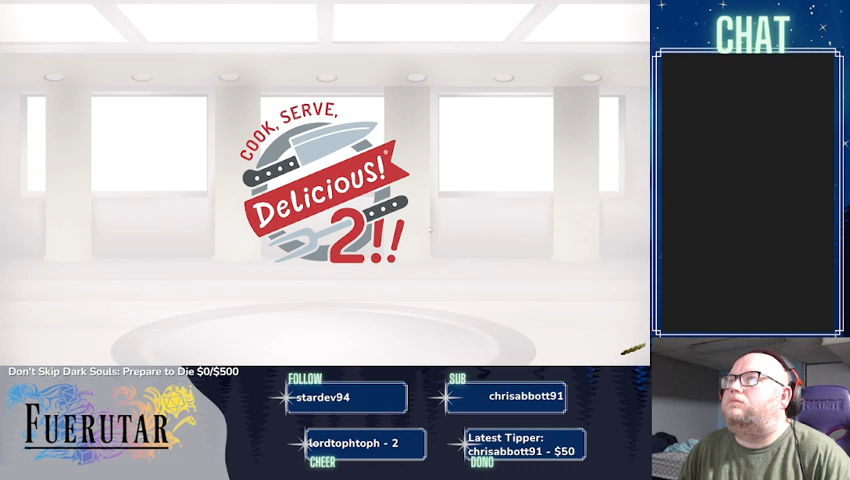 CHAT
COOK, SERVE,
Delicious!
2!!
Don't Skip Dark Souls: Prepare to Die $0/$500
FUERUTAR
FOLLOW
stardev94
SUB
chrisabbott91
lordtophtoph - 2
CHEER
Latest Tipper:
chrisabbott91 - $50
DONO